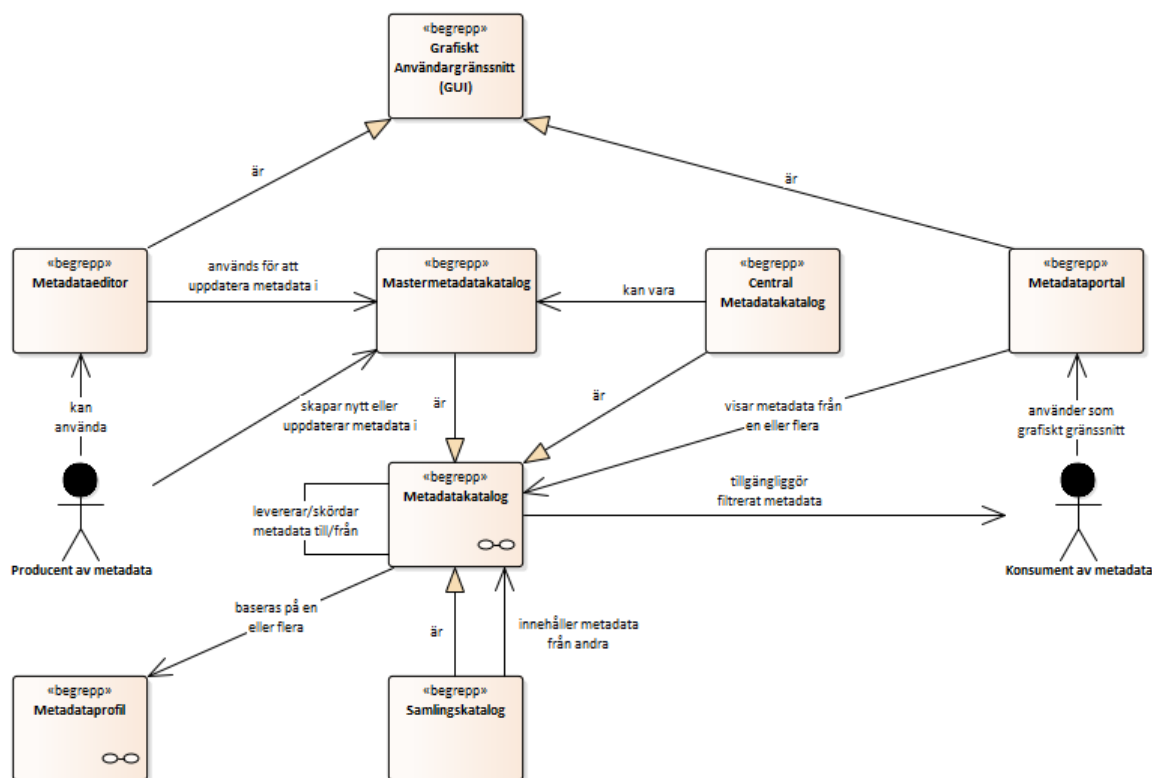 «begrepp»
Grafiskt
Användargränssnitt
(GUI)
är
är
«begrepp»
Metadataeditor
används för att
uppdatera metadata i
«begrepp»
Mastermetadatakatalog
kan vara
«begrepp»
Central
Metadatakatalog
«begrepp»
Metadataportal
kan
använda
skapar nytt eller
uppdaterar metadata i
är
är
visar metadata från
en eller flera
använder som
grafiskt gränssnitt
Producent av metadata
levererar/skördar
metadata till/från
«begrepp»
Metadatakatalog
tillgängliggör
filtrerat metadata
Konsument av metadata
baseras på en
eller flera
är
innehåller metadata
från andra
«begrepp»
Metadataprofil
«begrepp»
Samlingskatalog